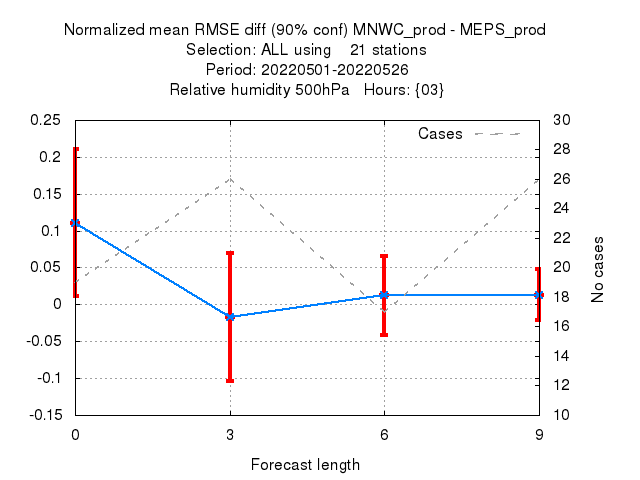 Normalized mean RMSE diff (90% conf) MNWC_prod - MEPS_prod
Selection: ALL using    21 stations
Period: 20220501-20220526
Relative humidity 500hPa   Hours: {03}
Cases
0.25
0.2
0.15
0.1
0.05
0
-0.05
-0.1
-0.15
30
28
26
24
22
20
18
16
14
12
10
No cases
0 3 6 9
Forecast length